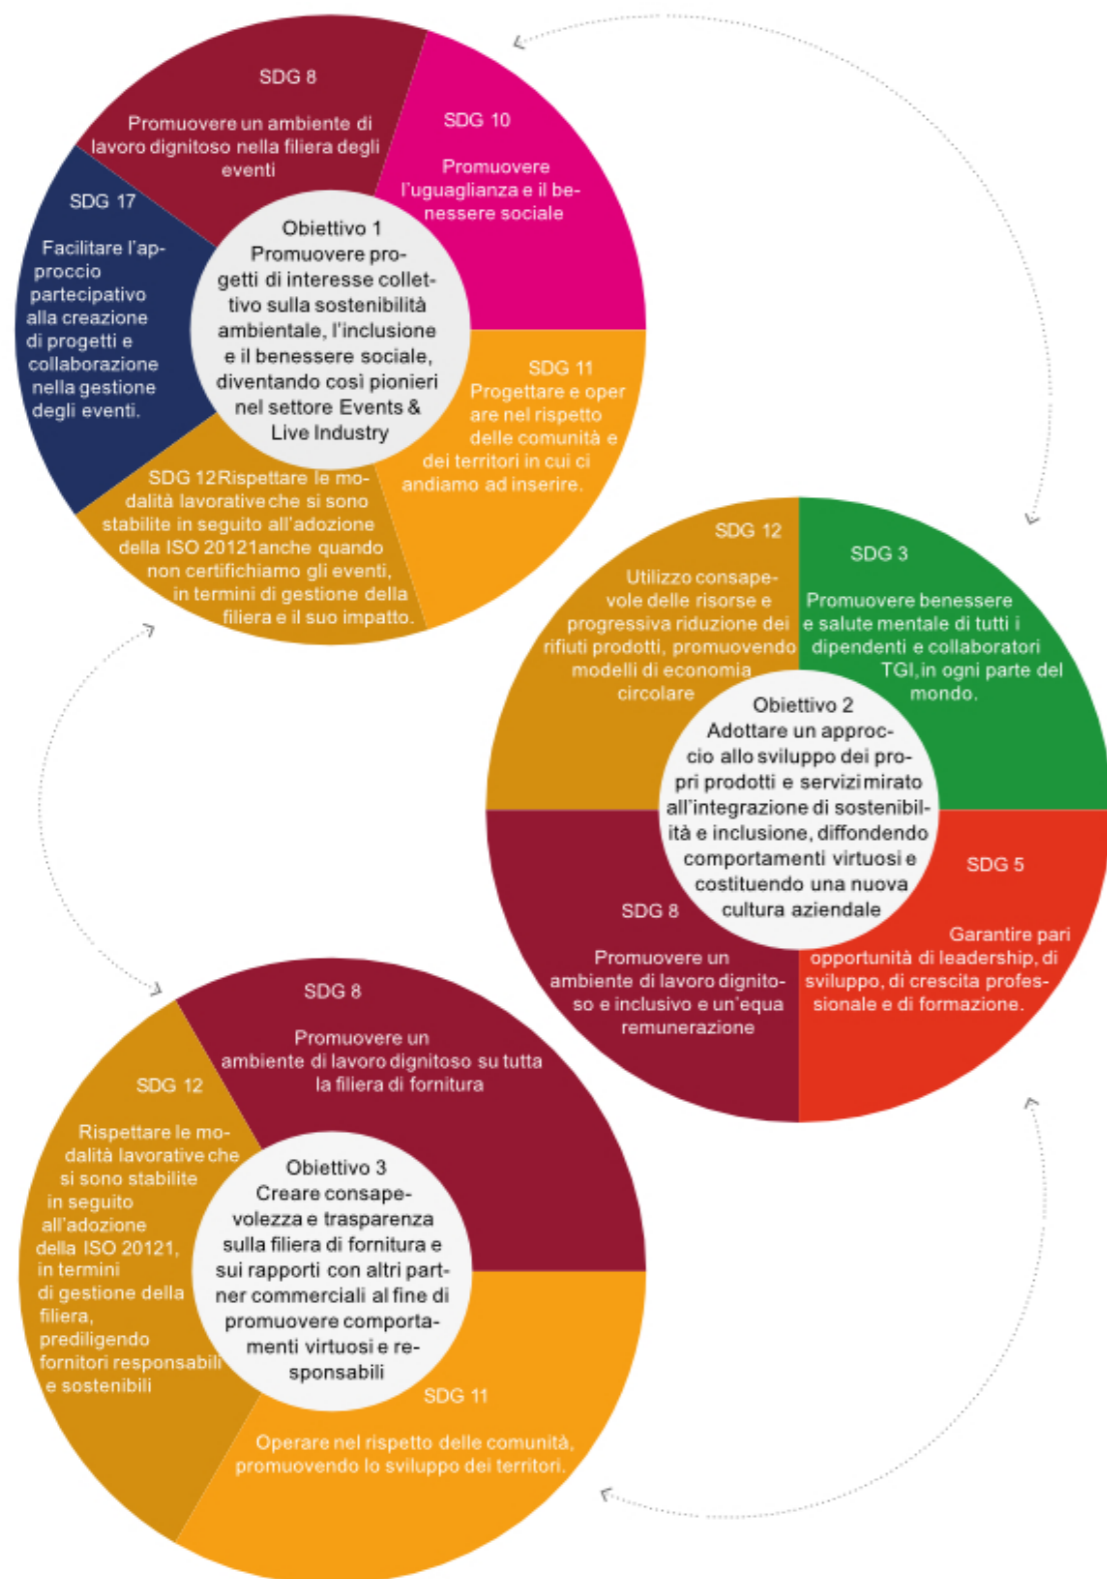 SDG 8
Promuovere un ambiente di
lavoro dignitoso nella filiera degli
eventi
SDG 10
Promuovere
l'uguaglianza e il be-
nessere sociale
SDG 17
Facilitare l'ap-
proccio
partecipativo
alla creazione
di progetti e
collaborazione
nella gestione
degli eventi.
Obiettivo 1
Promuovere pro-
getti di interesse collet-
tivo sulla sostenibilità
ambientale, l'inclusione
e il benessere sociale,
diventando così pionieri
nel settore Events &
Live Industry
SDG 11
Progettare e oper
are nel rispetto
delle comunità e
dei territori in cui ci
andiamo ad inserire.
SDG 12Rispettare le mo-
dalità lavorative che si sono
stabilite in seguito all'adozione
della ISO 20121anche quando
non certifichiamo gli eventi,
in termini di gestione della
filiera e il suo impatto.
SDG 12
Utilizzo consape-
vole delle risorse e
progressiva riduzione dei
rifiuti prodotti, promuovendo
modelli di economia
circolare
SDG 3
Promuovere benessere
e salute mentale di tutti i
dipendenti e collaboratori
TGI,in ogni parte del
mondo.
Obiettivo 2
Adottare un approc-
cio allo sviluppo dei pro-
pri prodotti e servizi mirato
all'integrazione di sostenibil-
ità e inclusione, diffondendo
comportamenti virtuosi e
costituendo una nuova
cultura aziendale
SDG 8
Promuovere un
ambiente di lavoro dignito-
so e inclusivo e un'equa
remunerazione
SDG 5
Garantire pari
opportunità di leadership, di
sviluppo, di crescita profes-
sionale e di formazione.
SDG 8
Promuovere un
ambiente di lavoro dignitoso su tutta
la filiera di fornitura
SDG 12
Rispettare le mo-
dalità lavorative che
si sono stabilite
in seguito
all'adozione
della ISO 20121,
in termini
di gestione della
filiera,
prediligendo
fornitori responsabili
e sostenibili
Obiettivo 3
Creare consape-
volezza e trasparenza
sulla filiera di fornitura e
sui rapporti con altri part-
ner commerciali al fine di
promuovere comporta-
menti virtuosi e re-
sponsabili
SDG 11
Operare nel rispetto delle comunità,
promuovendo lo sviluppo dei territori.